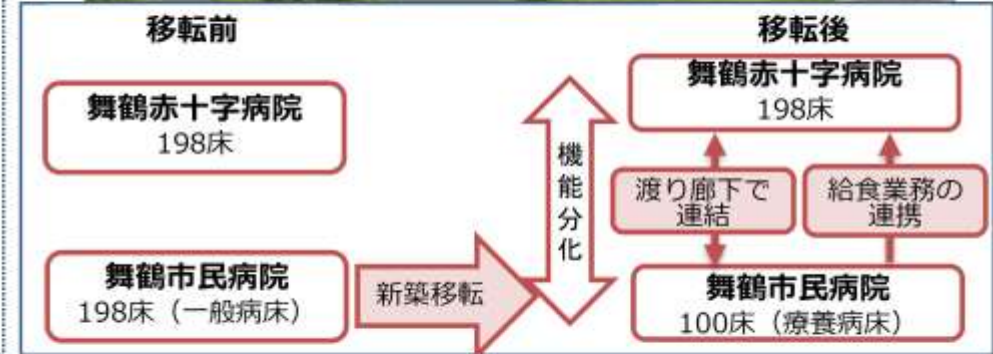 移転前
舞鶴赤十字病院
198床
舞鶴市民病院
198床（一般病床）
新築移転
機能分化
移転後
舞鶴赤十字病院
198床
渡り廊下で
連結
給食業務の
連携
舞鶴市民病院
100床（療養病床）